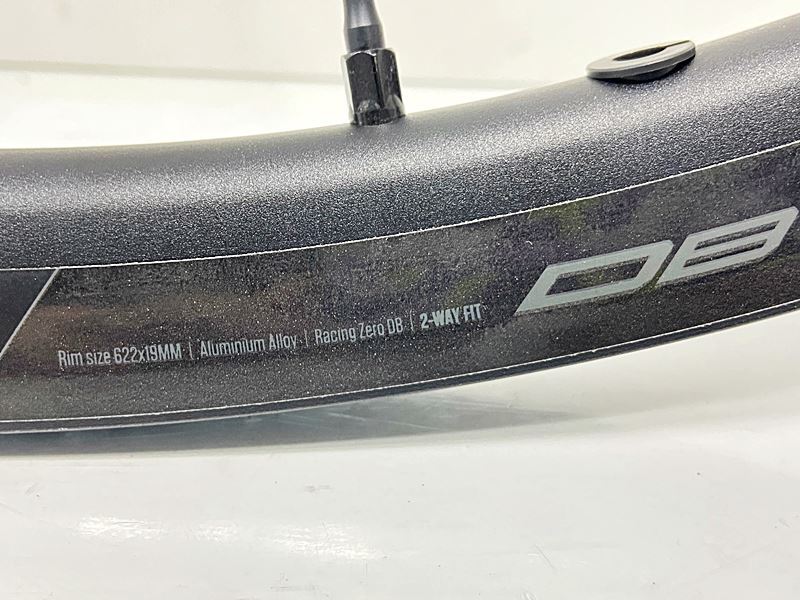 DB
Rim size 622x19MM | Aluminium Alloy | Racing Zero DB | 2-WAY FIT